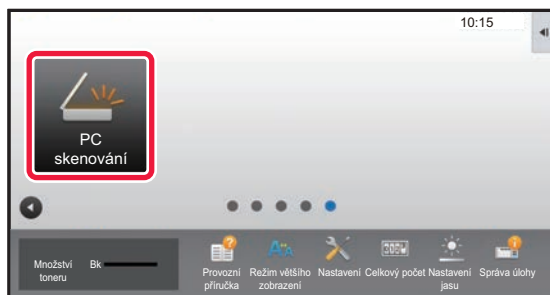 10:15
PC
skenování
Množství
toneru
Bk
Provozní
příručka
Režim většího
zobrazení
Nastavení
Celkový počet
Nastavení
jasu
Správa úlohy